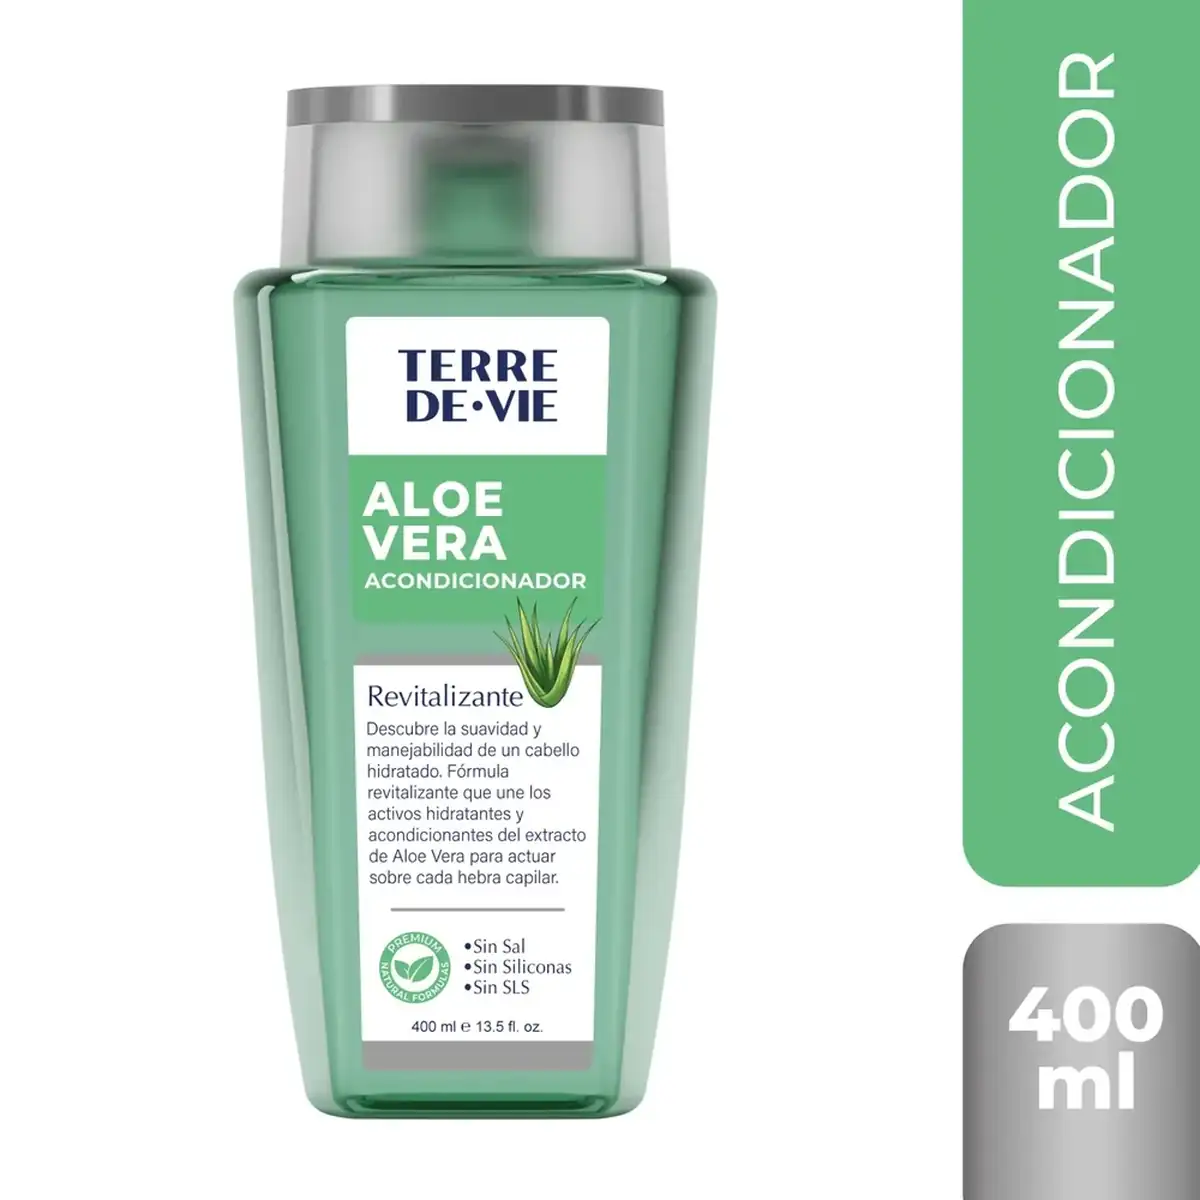 TERRE
DE•VIE
ALOE
VERA
ACONDICIONADOR
Revitalizante
Descubre la suavidad y
manejabilidad de un cabello
hidratado. Fórmula
revitalizante que une los
activos hidratantes y
acondicionantes del extracto
de Aloe Vera para actuar
sobre cada hebra capilar.
PREMIUM
NATURAL FORMULAS
•Sin Sal
•Sin Siliconas
•Sin SLS
400 ml e 13.5 fl. oz.
ACONDICIONADOR
400
ml